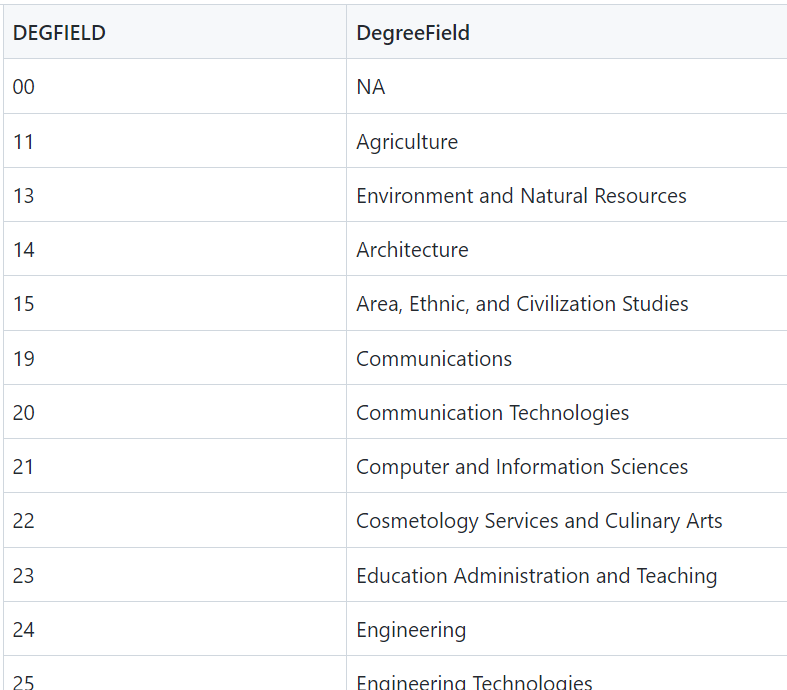 DEGFIELD DegreeField
00 NA
11 Agriculture
13 Environment and Natural Resources
14 Architecture
15 Area, Ethnic, and Civilization Studies
19 Communications
20 Communication Technologies
21 Computer and Information Sciences
22 Cosmetology Services and Culinary Arts
23 Education Administration and Teaching
24 Engineering
25 Engineering Technologies